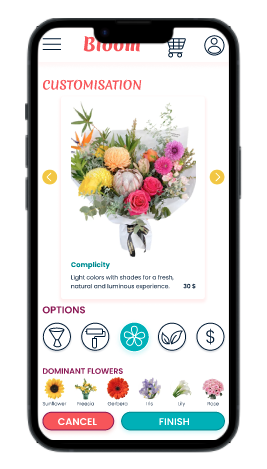 Bloom
CUSTOMISATION
Complicity
Light colors with shades for a fresh,
natural and luminous experience. 30 $
OPTIONS
$
DOMINANT FLOWERS
Sunflower Freesia Gerbera Iris Lily Rose
CANCEL FINISH